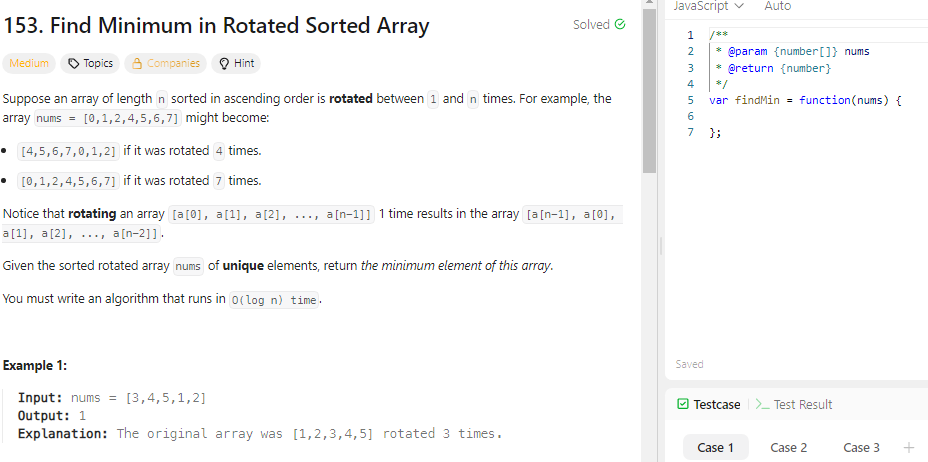 153. Find Minimum in Rotated Sorted Array
Solved
Medium Topics Companies Hint
Suppose an array of length n sorted in ascending order is rotated between 1 and n times. For example, the
array nums = [0,1,2,4,5,6,7] might become:
• [4,5,6,7,0,1,2] if it was rotated 4 times.
• [0,1,2,4,5,6,7] if it was rotated 7 times.
Notice that rotating an array [a[0], a[1], a[2], ..., a[n-1]] 1 time results in the array [a[n-1], a[0],
a[1], a[2], ..., a[n-2]].
Given the sorted rotated array nums of unique elements, return the minimum element of this array.
You must write an algorithm that runs in O(log n) time.
Example 1:
Input: nums = [3,4,5,1,2]
Output: 1
Explanation: The original array was [1,2,3,4,5] rotated 3 times.
JavaScript Auto
1 /**
2 * @param {number[]} nums
3 * @return {number}
4 */
5 var findMin = function(nums) {
6
7 };
Saved
Testcase >_ Test Result
Case 1 Case 2 Case 3 +